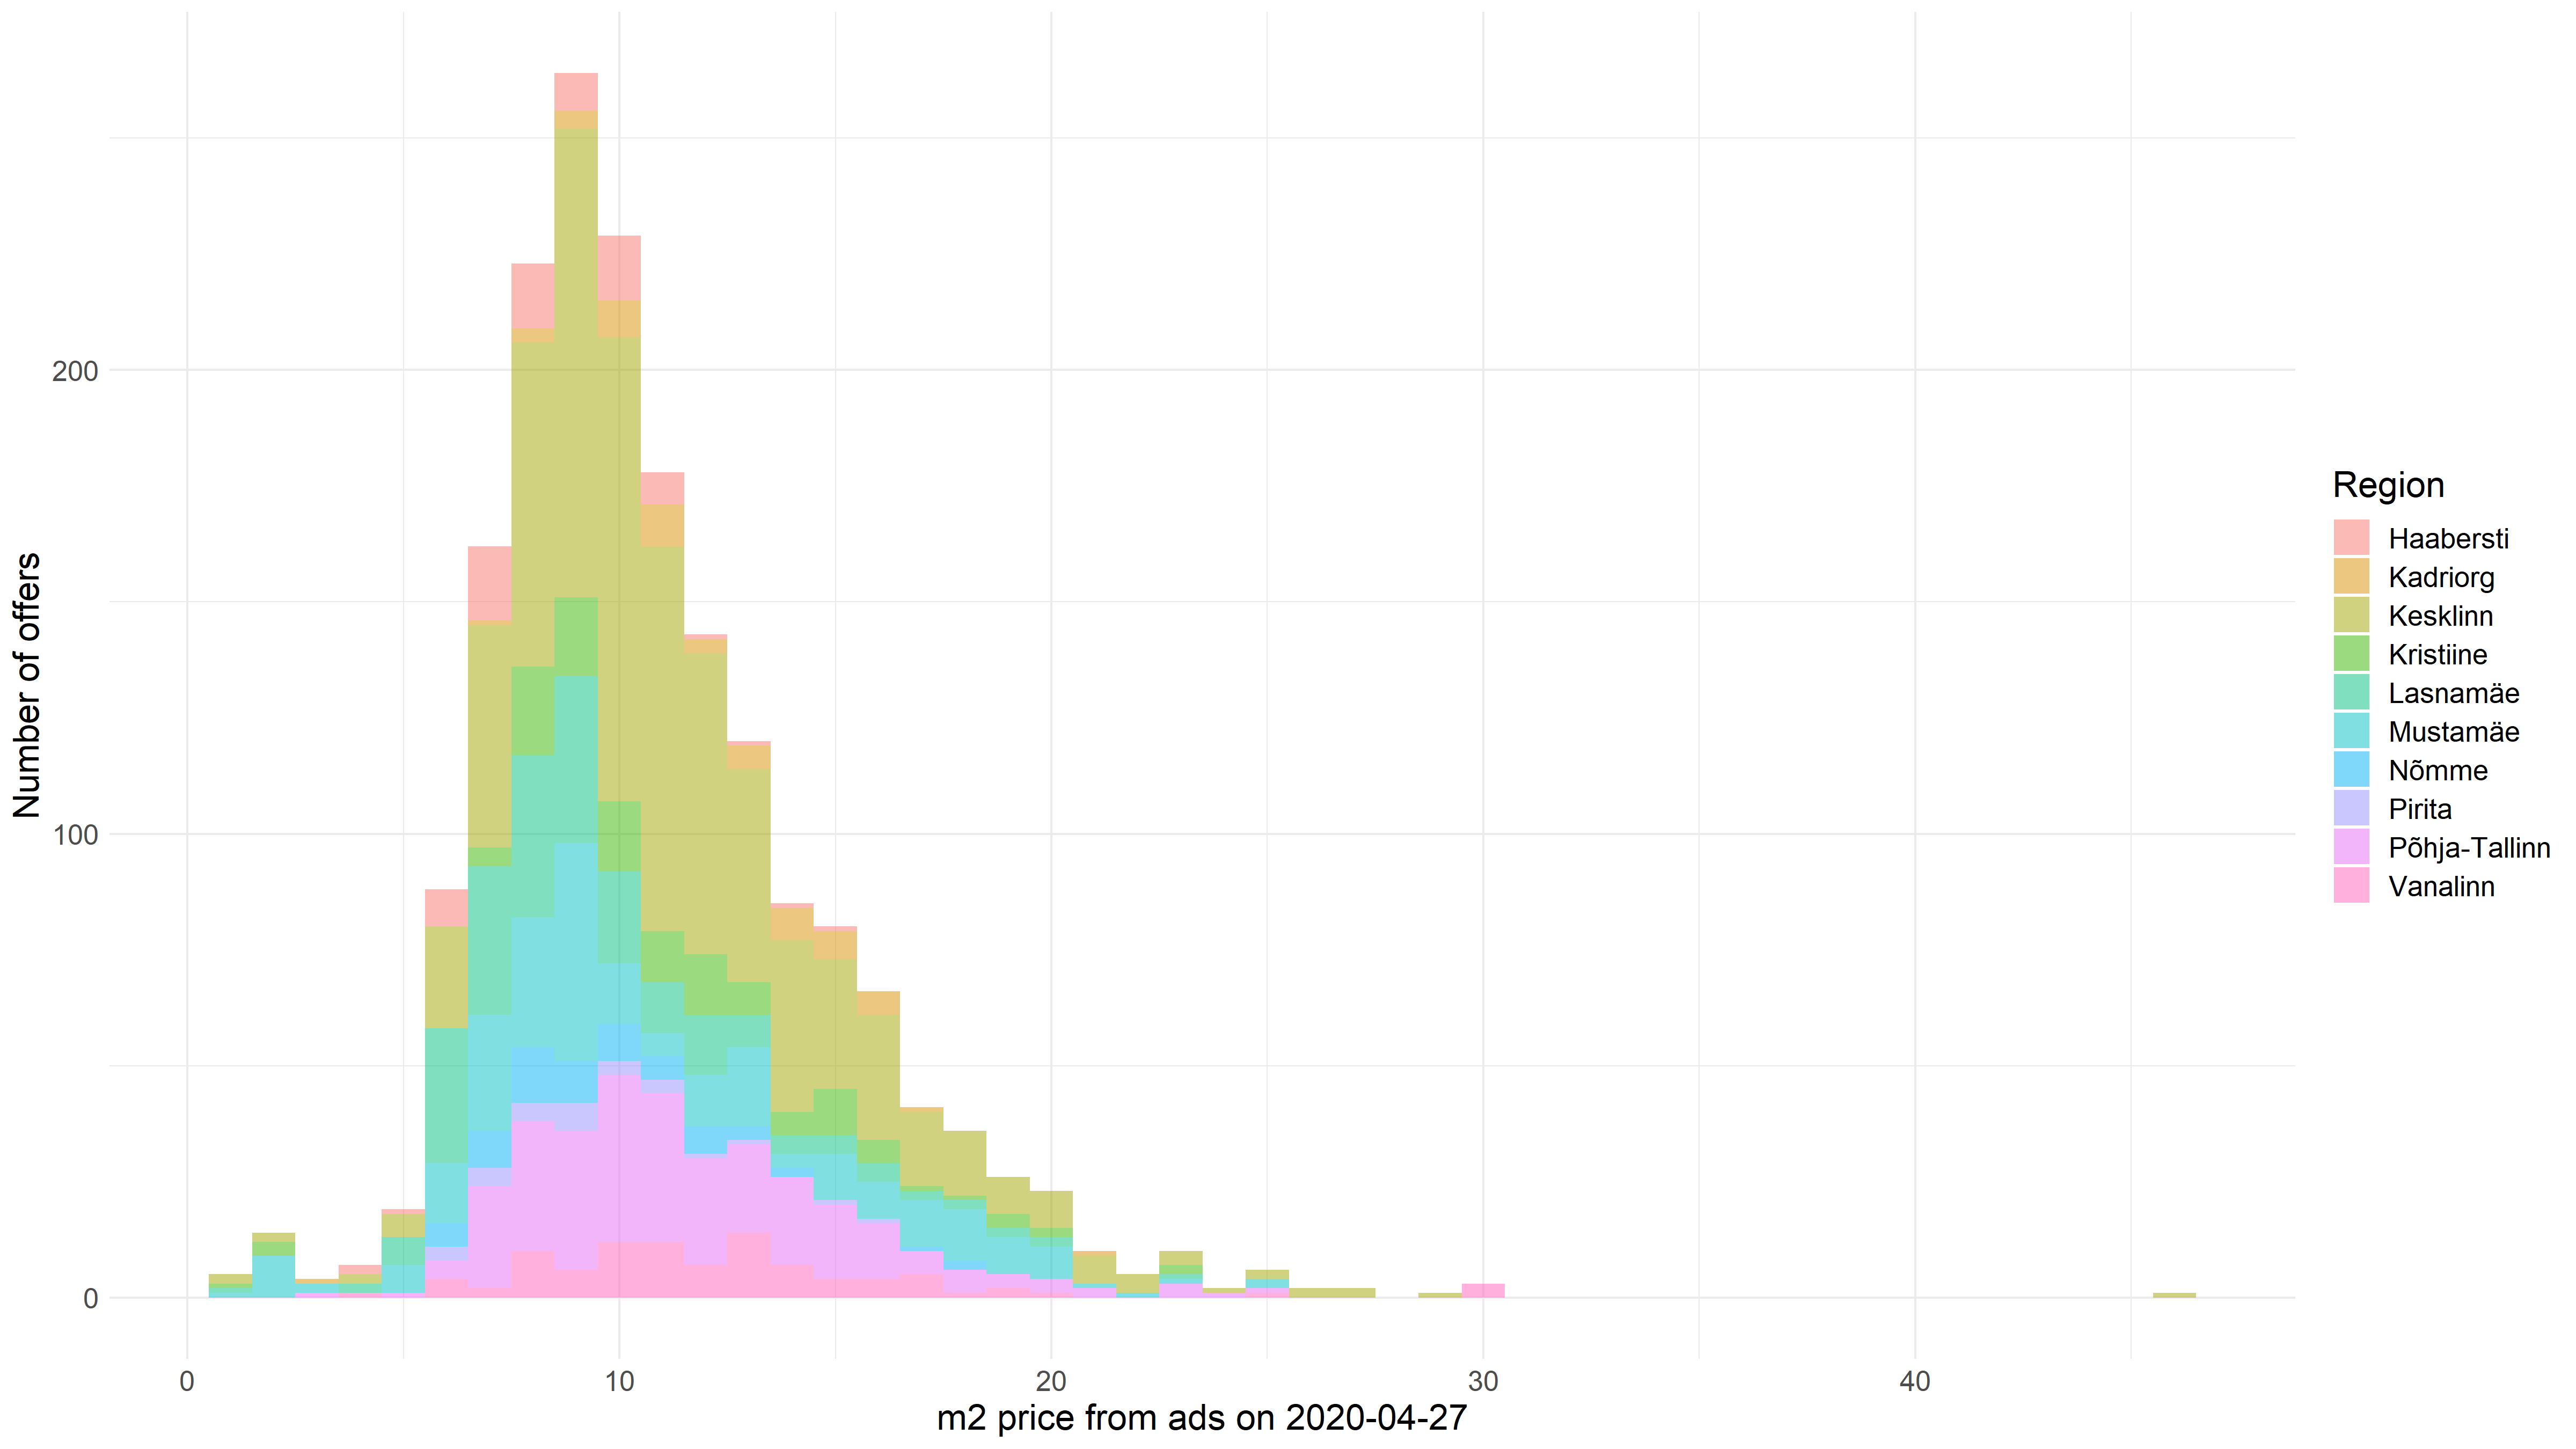 200
100
0
Number of offers
0 10 20 30 40
m2 price from ads on 2020-04-27
Region
Haabersti
Kadriorg
Kesklinn
Kristiine
Lasnamäe
Mustamäe
Nõmme
Pirita
Põhja-Tallinn
Vanalinn